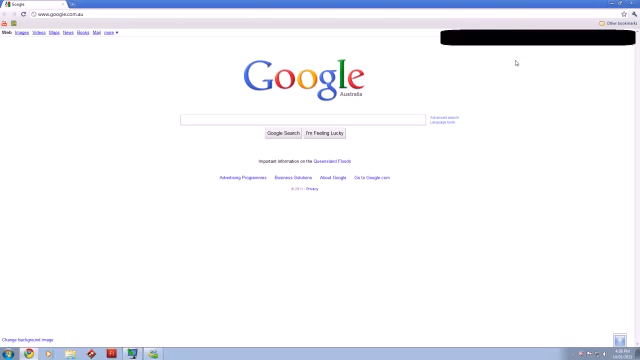 Google
www.google.com.au
Other bookmarks
Web Images Videos Maps News Books Mail more ▼
Google
Australia
Advanced search
Language tools
Google Search I'm Feeling Lucky
Important information on the Queensland Floods
Advertising Programmes Business Solutions About Google Go to Google.com
© 2011 - Privacy
Change background image